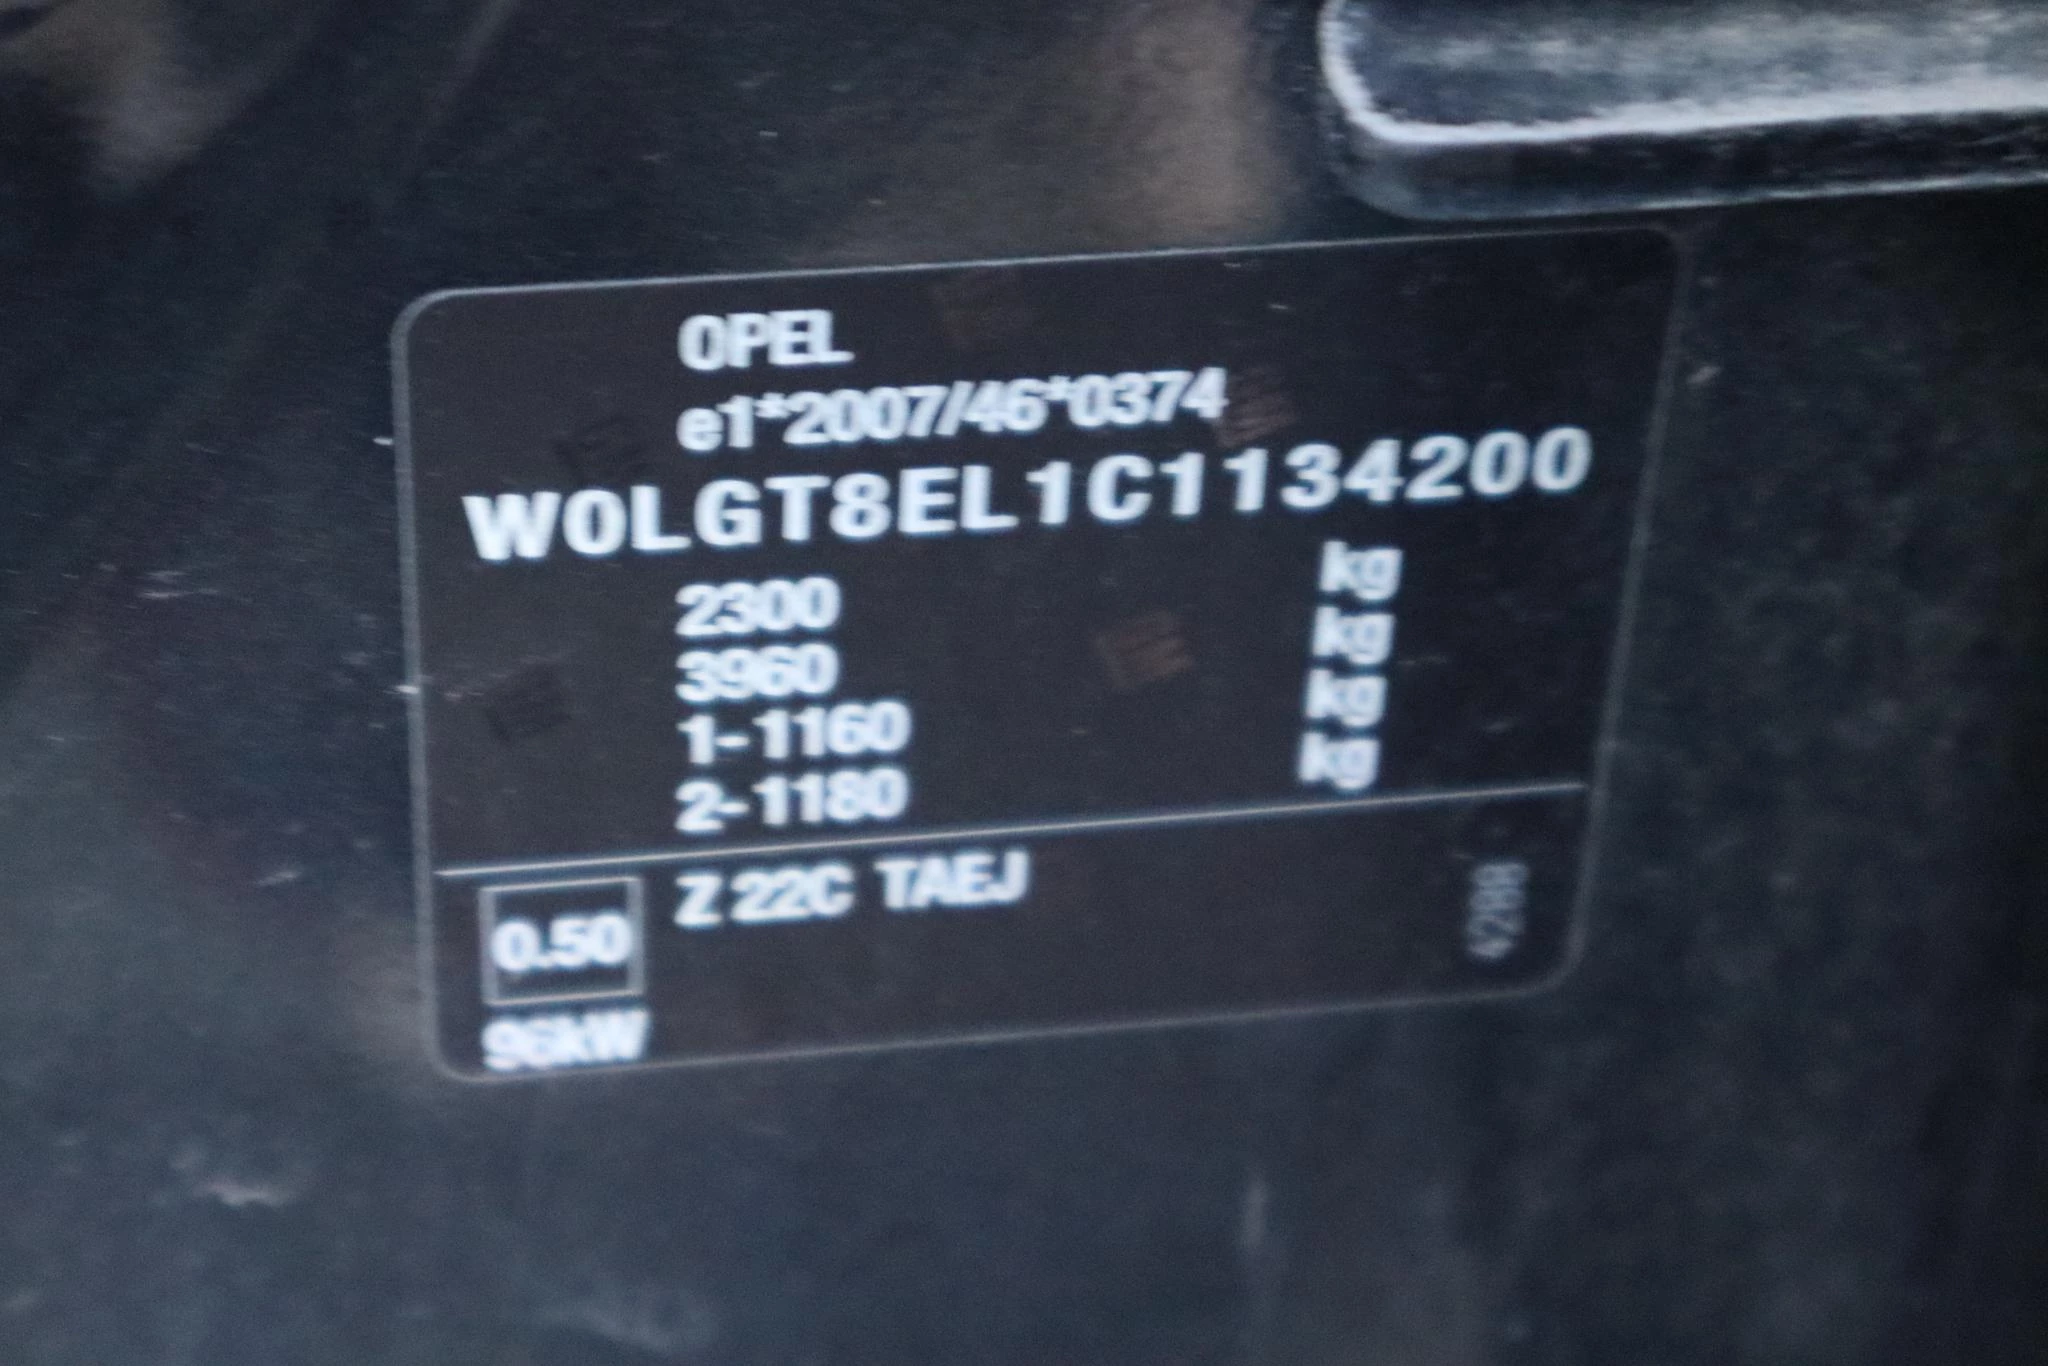 OPEL
e1*2007/46*0374
W0LGT8EL1C1134200
2300 kg
3960 kg
1-1160 kg
2-1180 kg
Z 22C TAEJ
0.50
96kW